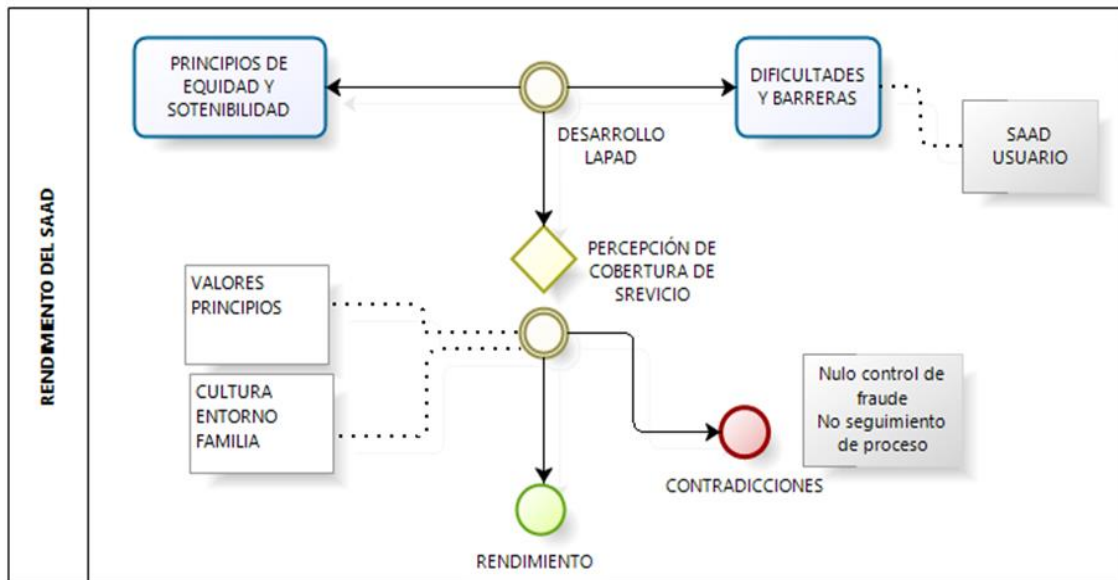 RENDIMIENTO DEL SAAD
PRINCIPIOS DE
EQUIDAD Y
SOTENIBILIDAD
DIFICULTADES
Y BARRERAS
SAAD
USUARIO
DESARROLLO
LAPAD
PERCEPCIÓN DE
COBERTURA DE
SREVICIO
VALORES
PRINCIPIOS
CULTURA
ENTORNO
FAMILIA
Nulo control de
fraude
No seguimiento
de proceso
CONTRADICCIONES
RENDIMIENTO